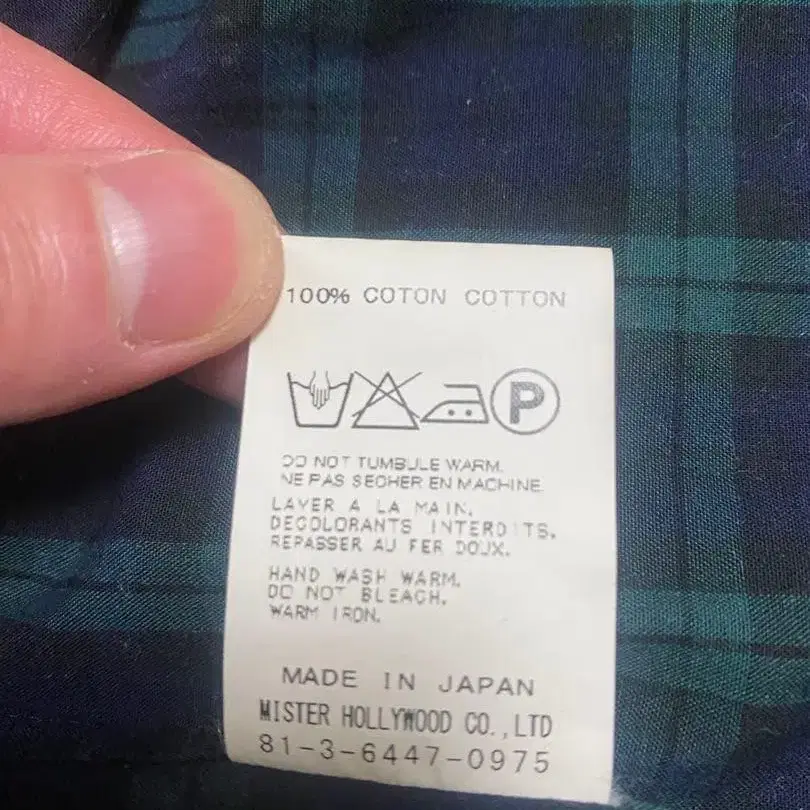 100% COTON COTTON
P
DO NOT TUMBULE WARM.
NE PAS SECHER EN MACHINE
LAVER A LA MAIN.
DECOLORANTS INTERDITS.
REPASSER AU FER DOUX.
HAND WASH WARM.
DO NOT BLEACH.
WARM IRON.
MADE IN JAPAN
MISTER HOLLYWOOD CO.,LTD
81-3-6447-0975